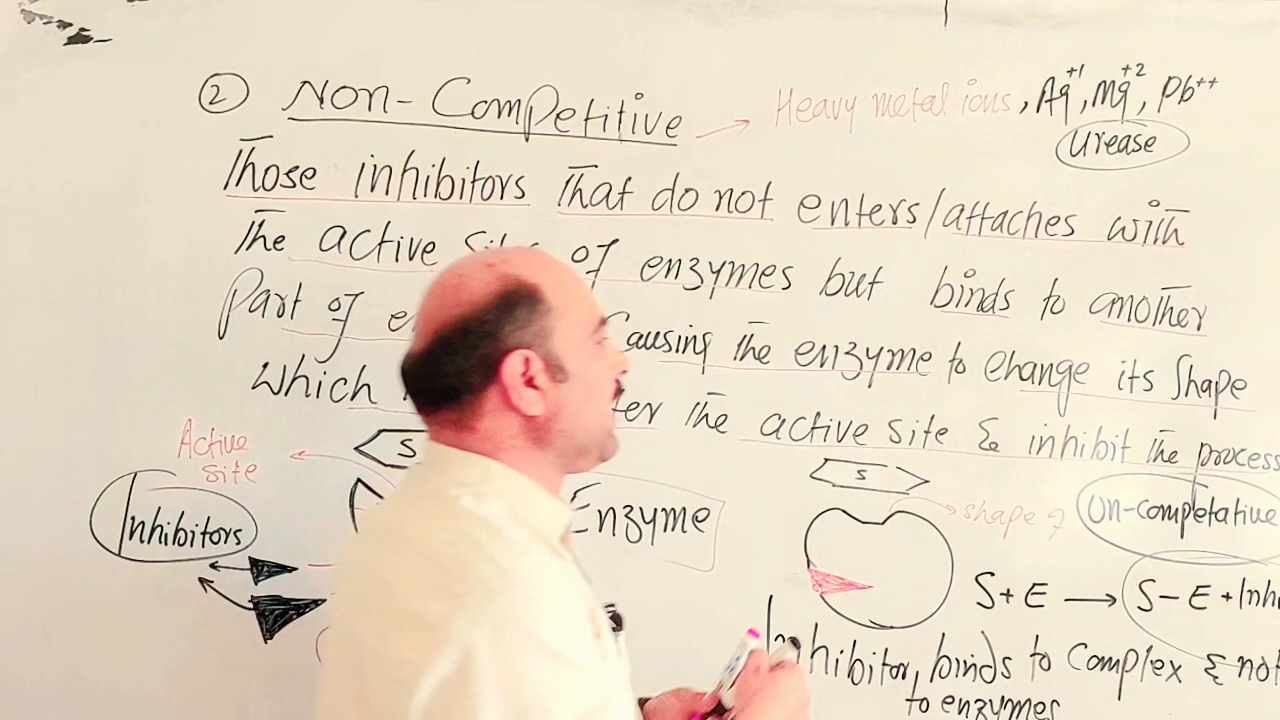 ② Non-Competitive → Heavy metal ions, Ag+1, Mg+2, Pb++
Urease
Those inhibitors that do not enters/attaches with
the active of enzymes but binds to another
Part of Causing the enzyme to change its shape
which the active site & inhibit the process
Active
site
S
S
Inhibitors
Enzyme
shape of
Un-competative
S+E → S-E +Inh
Inhibitor, binds to Complex & not
to enzymes